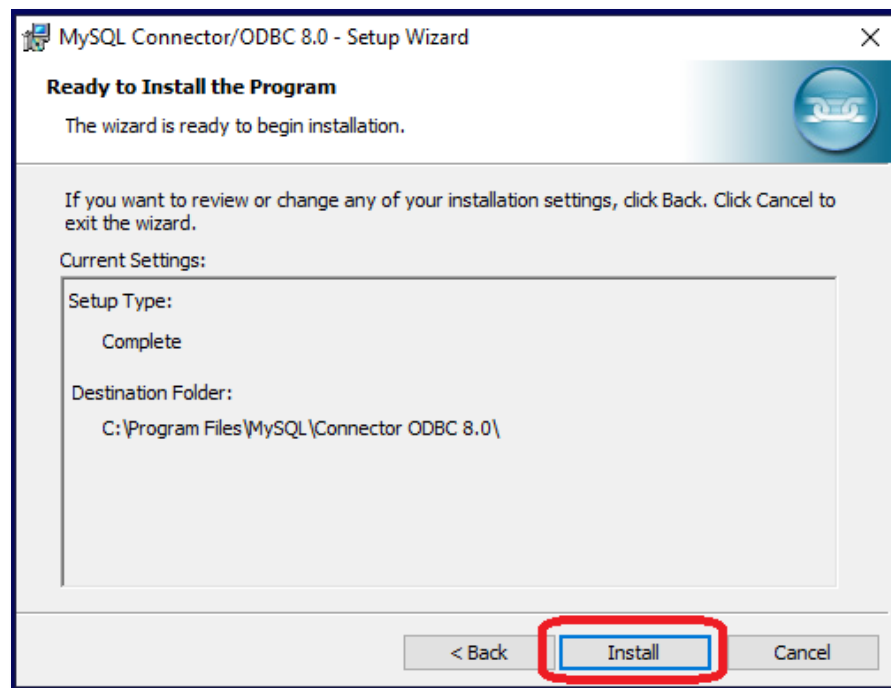 MySQL Connector/ODBC 8.0 - Setup Wizard
Ready to Install the Program
The wizard is ready to begin installation.
If you want to review or change any of your installation settings, click Back. Click Cancel to
exit the wizard.
Current Settings:
Setup Type:
Complete
Destination Folder:
C:\Program Files\MySQL\Connector ODBC 8.0\
< Back Install Cancel